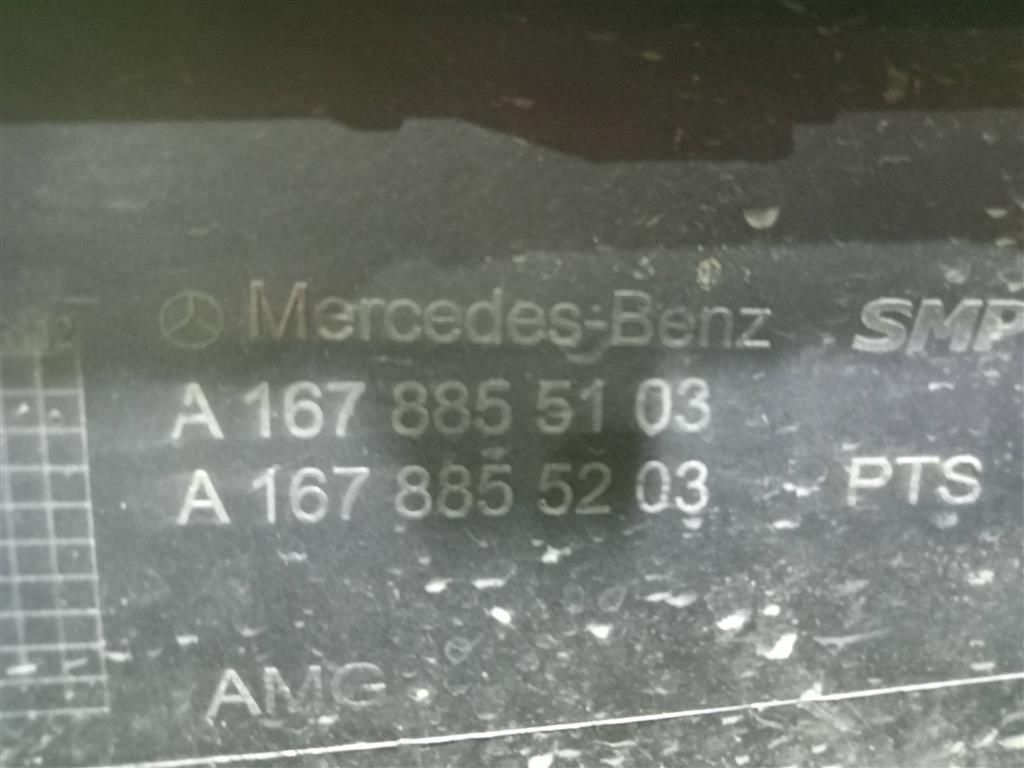 Mercedes-Benz SMP
A 167 885 51 03
A 167 885 52 03 PTS
AMG